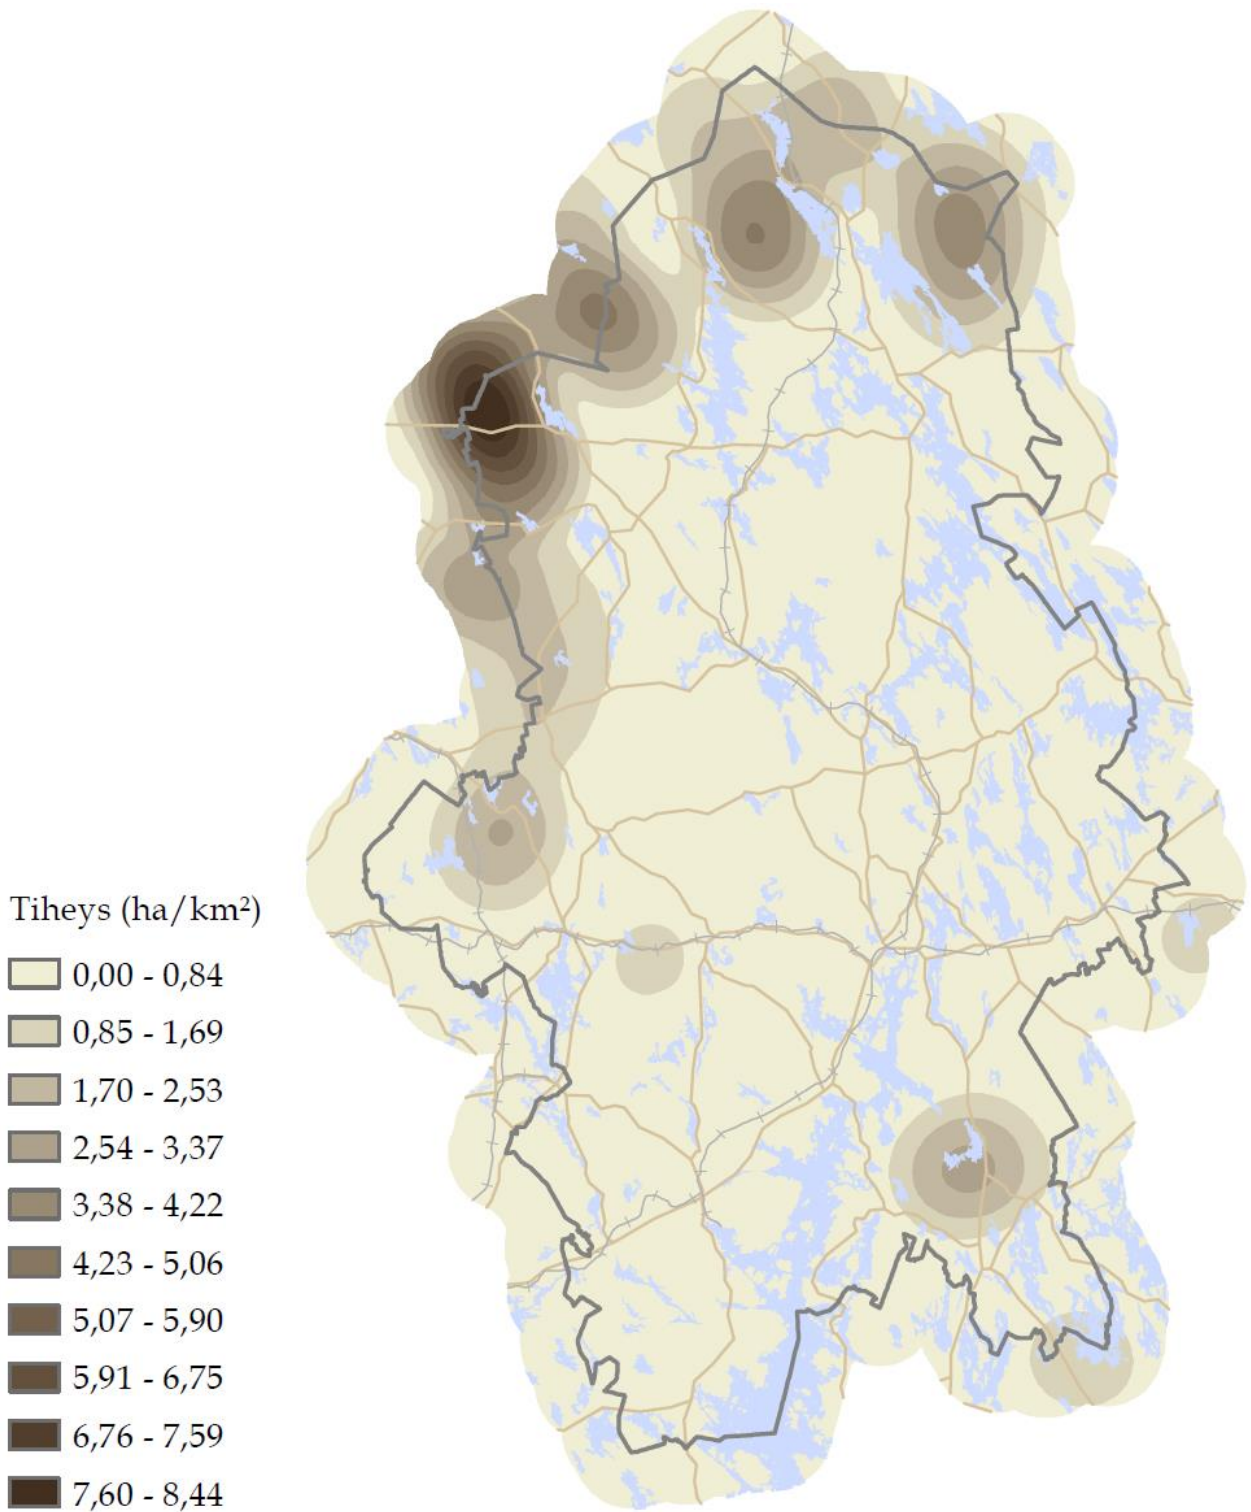 Tiheys (ha/km²)
0,00 - 0,84
0,85 - 1,69
1,70 - 2,53
2,54 - 3,37
3,38 - 4,22
4,23 - 5,06
5,07 - 5,90
5,91 - 6,75
6,76 - 7,59
7,60 - 8,44